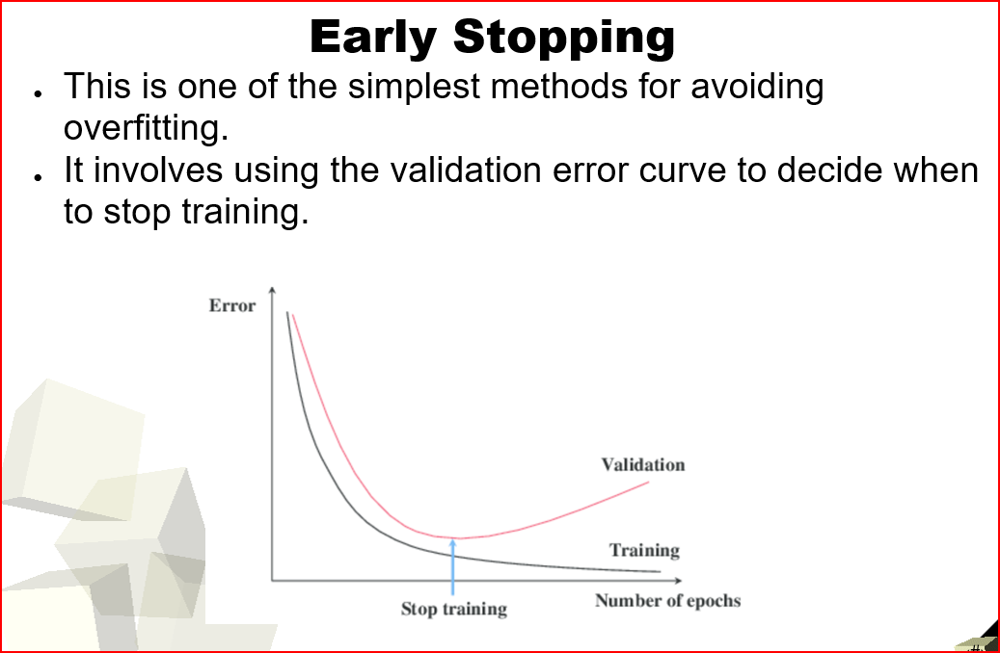 Early Stopping
• This is one of the simplest methods for avoiding
overfitting.
• It involves using the validation error curve to decide when
to stop training.
Error
Validation
Training
Number of epochs
Stop training
#